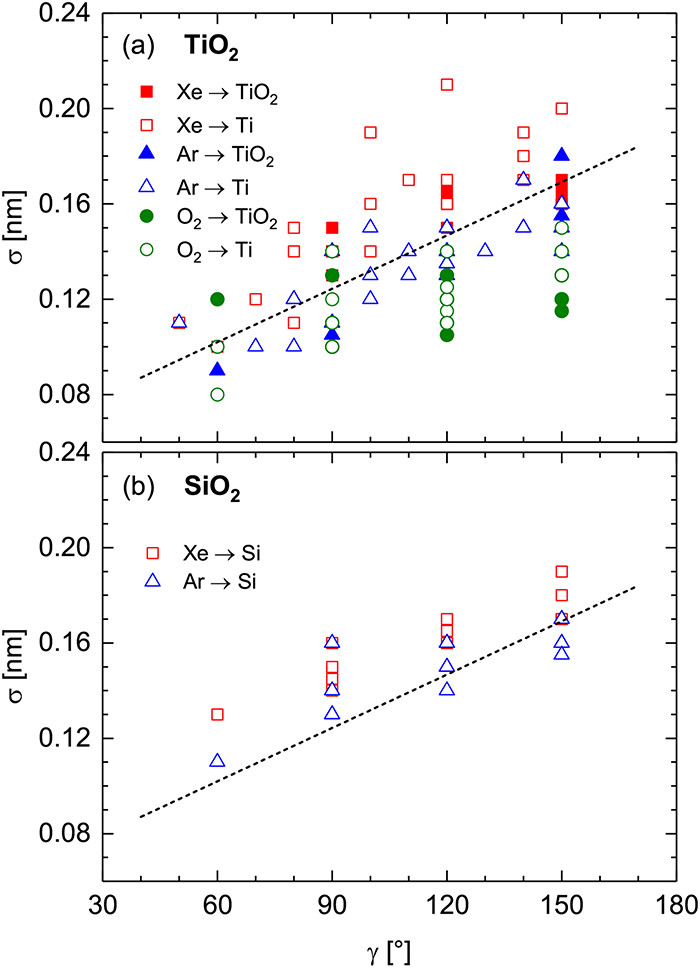 0.24
(a) TiO₂
Xe → TiO₂
0.20
Xe → Ti
Ar → TiO₂
Ar → Ti
0.16
O₂ → TiO₂
O₂ → Ti
σ [nm]
0.12
0.08
0.24
(b) SiO₂
Xe → Si
0.20
Ar → Si
0.16
σ [nm]
0.12
0.08
30 60 90 120 150 180
γ [°]